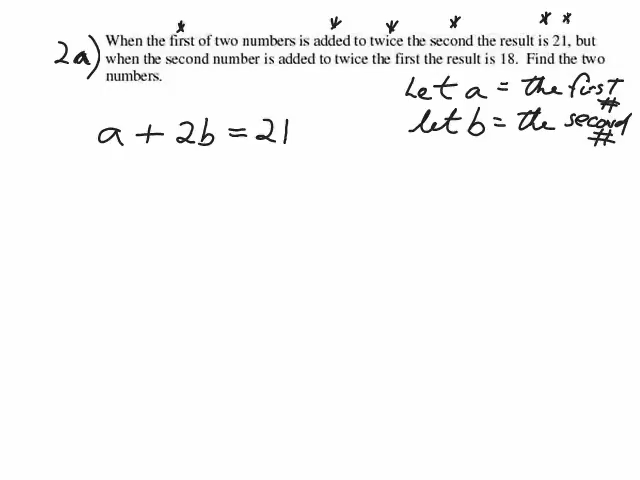 2a) When the first of two numbers is added to twice the second the result is 21, but
when the second number is added to twice the first the result is 18. Find the two
numbers.
Let a = the first #
let b = the second #
a + 2b = 21